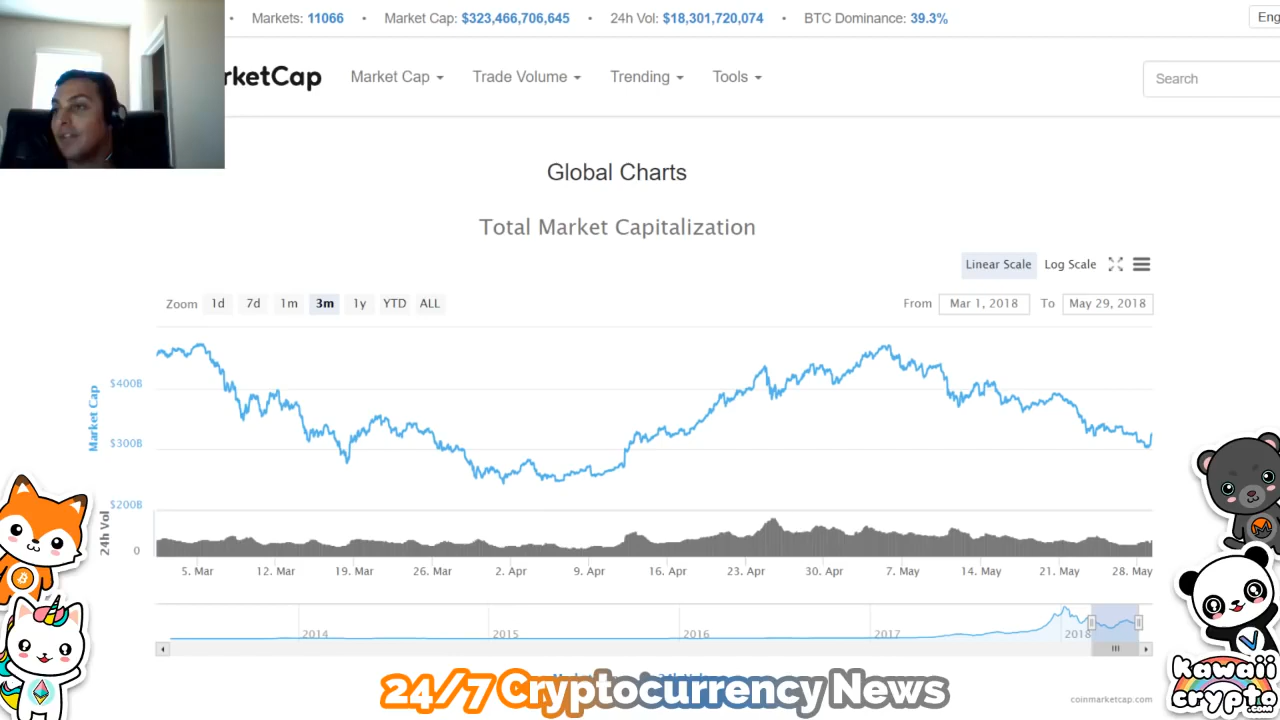 Markets: 11066 • Market Cap: $323,466,706,645 • 24h Vol: $18,301,720,074 • BTC Dominance: 39.3%
Eng
rketCap Market Cap Trade Volume Trending Tools
Search
Global Charts
Total Market Capitalization
Linear Scale Log Scale
Zoom 1d 7d 1m 3m 1y YTD ALL
From Mar 1, 2018 To May 29, 2018
Market Cap
$400B
$300B
$200B
24h Vol
0
5. Mar 12. Mar 19. Mar 26. Mar 2. Apr 9. Apr 16. Apr 23. Apr 30. Apr 7. May 14. May 21. May 28. May
2014 2015 2016 2017 2018
24/7 Cryptocurrency News
coinmarketcap.com
kawaii
crypto
.com